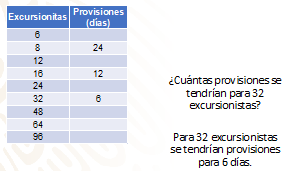 Excursionitas Provisiones (días)
6
8 24
12
16 12
24
32 6
48
64
96
¿Cuántas provisiones se
tendrían para 32
excursionistas?
Para 32 excursionistas
se tendrían provisiones
para 6 días.